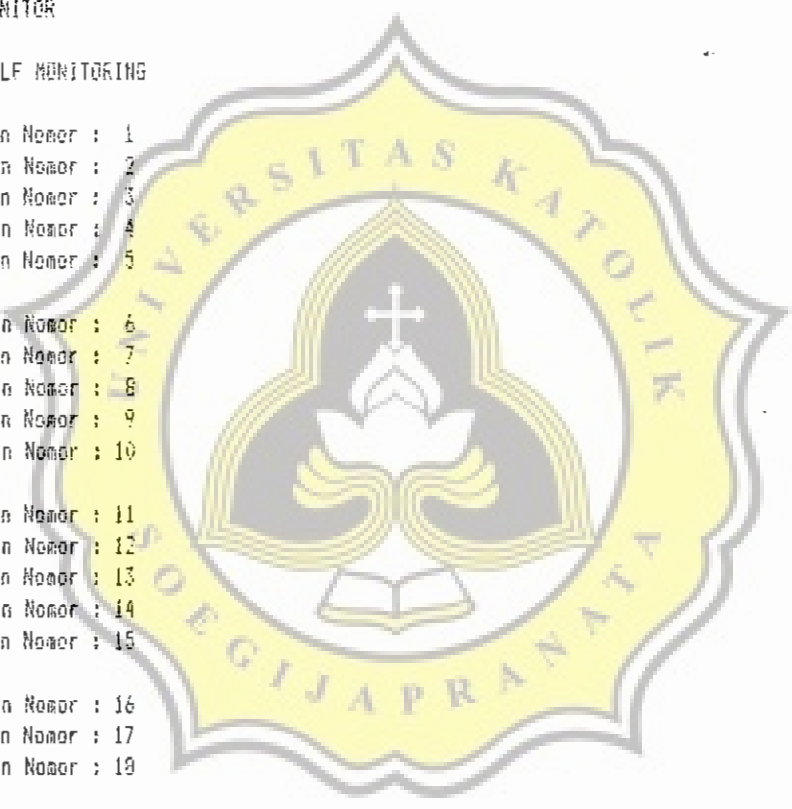 NITOR
LF MONITORING
n Nomor : 1
n Nomor : 2
n Nomor : 3
n Nomor : 4
n Nomor : 5
n Nomor : 6
n Nomor : 7
n Nomor : 8
n Nomor : 9
n Nomor : 10
n Nomor : 11
n Nomor : 12
n Nomor : 13
n Nomor : 14
n Nomor : 15
n Nomor : 16
n Nomor : 17
n Nomor : 18
UNIVERSITAS KATOLIK
SOEGIJAPRANATA